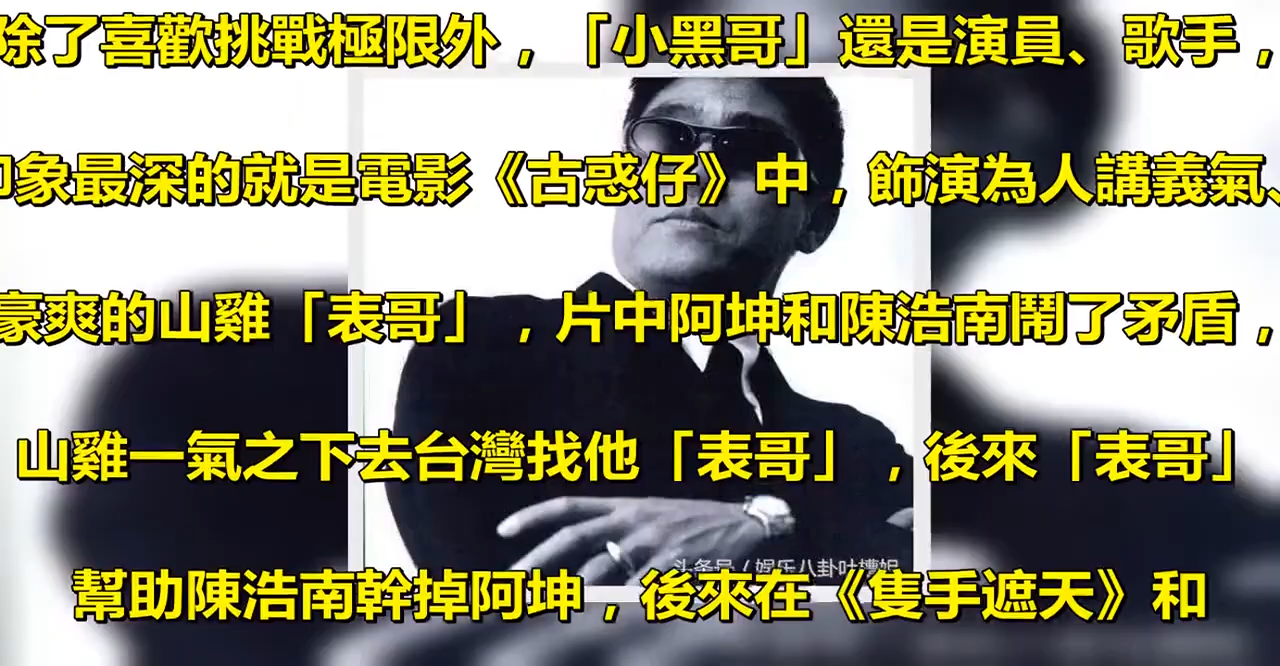 除了喜歡挑戰極限外，「小黑哥」還是演員、歌手，
印象最深的就是電影《古惑仔》中，飾演為人講義氣、
豪爽的山雞「表哥」，片中阿坤和陳浩南鬧了矛盾，
山雞一氣之下去台灣找他「表哥」，後來「表哥」
头条号 / 娱乐八卦吐槽姐
幫助陳浩南幹掉阿坤，後來在《隻手遮天》和